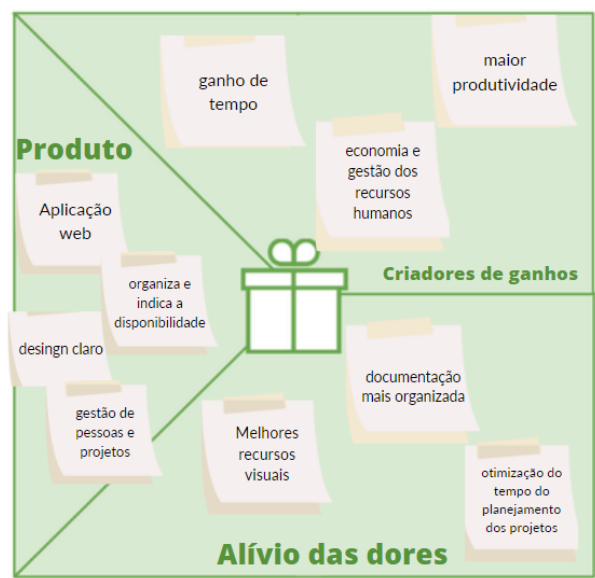 ganho de
tempo
maior
produtividade
economia e
gestão dos
recursos
humanos
Criadores de ganhos
Produto
Aplicação
web
organiza e
indica a
disponibilidade
desingn claro
gestão de
pessoas e
projetos
Melhores
recursos
visuais
documentação
mais organizada
otimização do
tempo do
planejamento
dos projetos
Alívio das dores